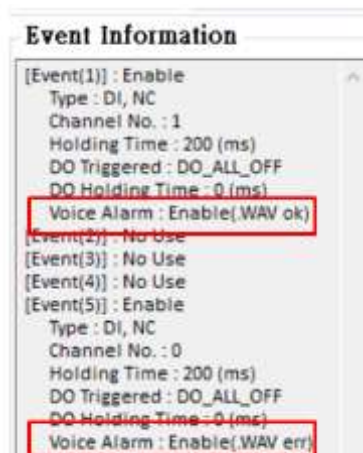 Event Information
[Event(1)] : Enable
Type : DI, NC
Channel No. : 1
Holding Time : 200 (ms)
DO Triggered : DO_ALL_OFF
DO Holding Time : 0 (ms)
Voice Alarm : Enable(.WAV ok)
[Event(2)] : No Use
[Event(3)] : No Use
[Event(4)] : No Use
[Event(5)] : Enable
Type : DI, NC
Channel No. : 0
Holding Time : 200 (ms)
DO Triggered : DO_ALL_OFF
DO Holding Time : 0 (ms)
Voice Alarm : Enable(.WAV err)